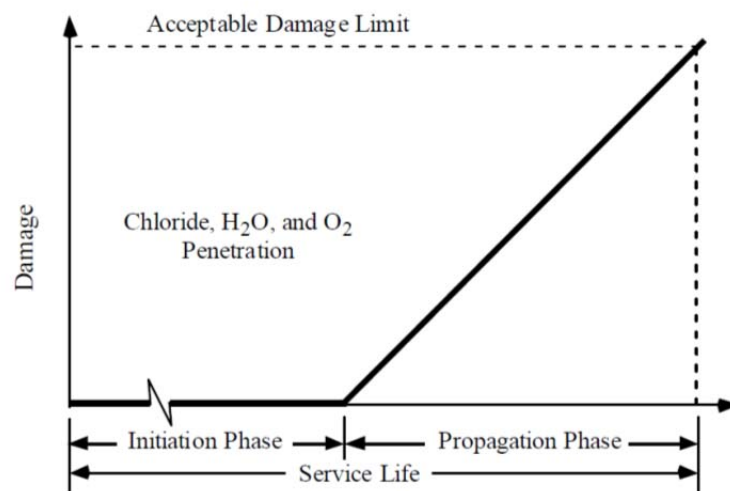 Acceptable Damage Limit
Damage
Chloride, H₂O, and O₂
Penetration
Initiation Phase
Propagation Phase
Service Life